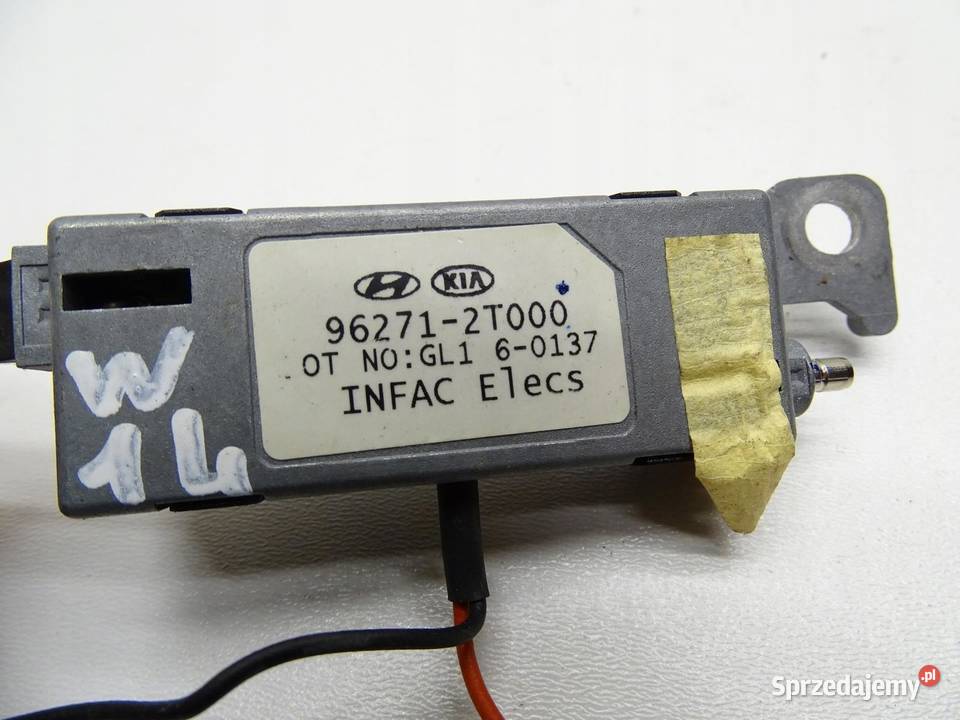 KIA
96271-2T000
OT NO:GL1 6-0137
INFAC Elecs
W
14
Sprzedajemy.pl